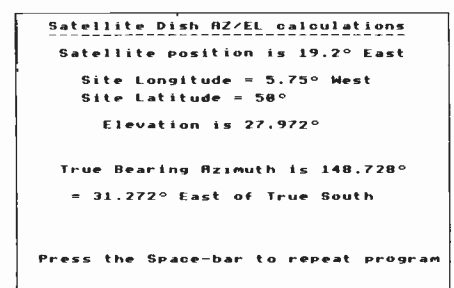 Satellite Dish AZ/EL calculations
Satellite position is 19.2° East
Site Longitude = 5.75° West
Site Latitude = 50°
Elevation is 27.972°
True Bearing Azimuth is 148.728°
= 31.272° East of True South
Press the Space-bar to repeat program